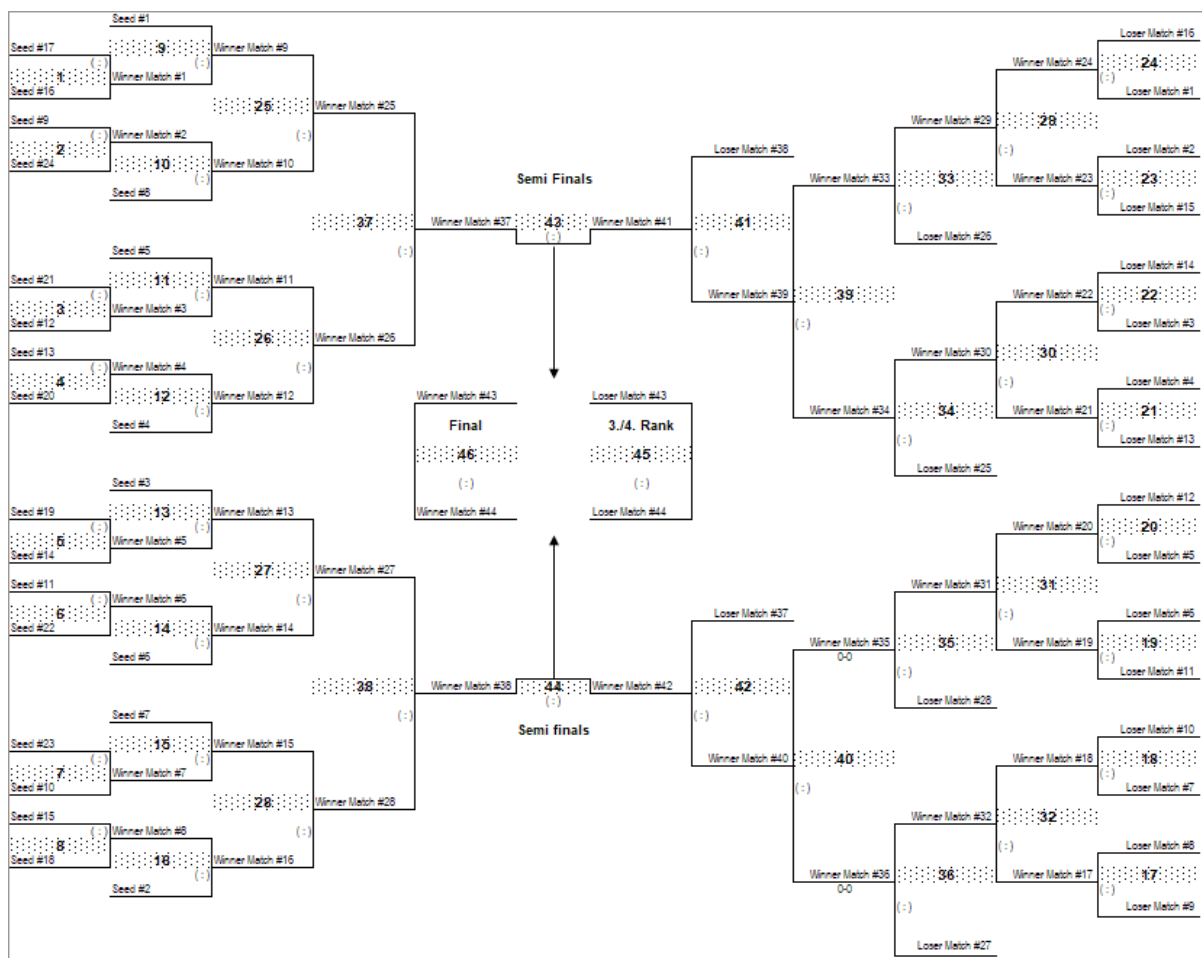 Seed #1
Seed #17
9
Winner Match #9
( : )
( : )
1
Winner Match #1
Seed #16
25
Winner Match #25
Seed #9
( : )
( : )
Winner Match #2
2
10
Winner Match #10
Seed #24
( : )
Seed #8
37
Winner Match #37
( : )
Seed #5
Seed #21
11
Winner Match #11
( : )
( : )
3
Winner Match #3
Seed #12
26
Winner Match #26
Seed #13
( : )
( : )
Winner Match #4
4
12
Winner Match #12
Seed #20
( : )
Seed #4
Seed #3
Seed #19
13
Winner Match #13
( : )
( : )
5
Winner Match #5
Seed #14
27
Winner Match #27
Seed #11
( : )
( : )
Winner Match #6
6
14
Winner Match #14
Seed #22
( : )
Seed #6
38
Winner Match #38
( : )
Seed #7
Seed #23
15
Winner Match #15
( : )
( : )
7
Winner Match #7
Seed #10
28
Winner Match #28
Seed #15
( : )
( : )
Winner Match #8
8
16
Winner Match #16
Seed #18
( : )
Seed #2
Semi Finals
43
( : )
Winner Match #43
Final
46
( : )
Winner Match #44
Loser Match #43
3./4. Rank
45
( : )
Loser Match #44
44
( : )
Semi finals
Loser Match #16
Winner Match #24
24
( : )
Loser Match #1
Winner Match #29
29
Loser Match #38
( : )
Loser Match #2
Winner Match #33
33
Winner Match #23
23
( : )
( : )
Loser Match #15
Winner Match #41
41
Loser Match #26
( : )
Loser Match #14
Winner Match #39
39
Winner Match #22
22
( : )
( : )
Loser Match #3
Winner Match #30
30
( : )
Loser Match #4
Winner Match #34
34
Winner Match #21
21
( : )
( : )
Loser Match #13
Loser Match #25
Loser Match #12
Winner Match #20
20
( : )
Loser Match #5
Winner Match #31
31
Loser Match #37
( : )
Loser Match #6
Winner Match #35
35
Winner Match #19
19
0-0
( : )
( : )
Loser Match #11
Winner Match #42
42
Loser Match #28
( : )
Loser Match #10
Winner Match #40
40
Winner Match #18
18
( : )
( : )
Loser Match #7
Winner Match #32
32
( : )
Loser Match #8
Winner Match #36
36
Winner Match #17
17
0-0
( : )
( : )
Loser Match #9
Loser Match #27